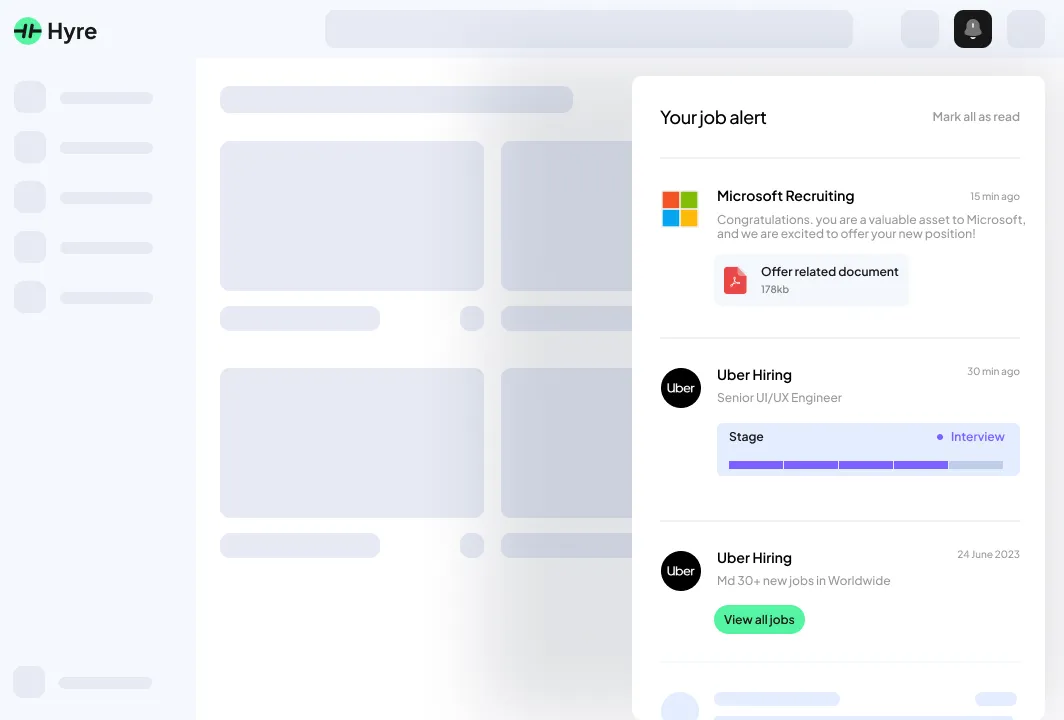 Hyre
Your job alert
Mark all as read
Microsoft Recruiting
15 min ago
Congratulations. you are a valuable asset to Microsoft,
and we are excited to offer your new position!
Offer related document
178kb
Uber
Uber Hiring
30 min ago
Senior UI/UX Engineer
Stage
Interview
Uber
Uber Hiring
24 June 2023
Md 30+ new jobs in Worldwide
View all jobs